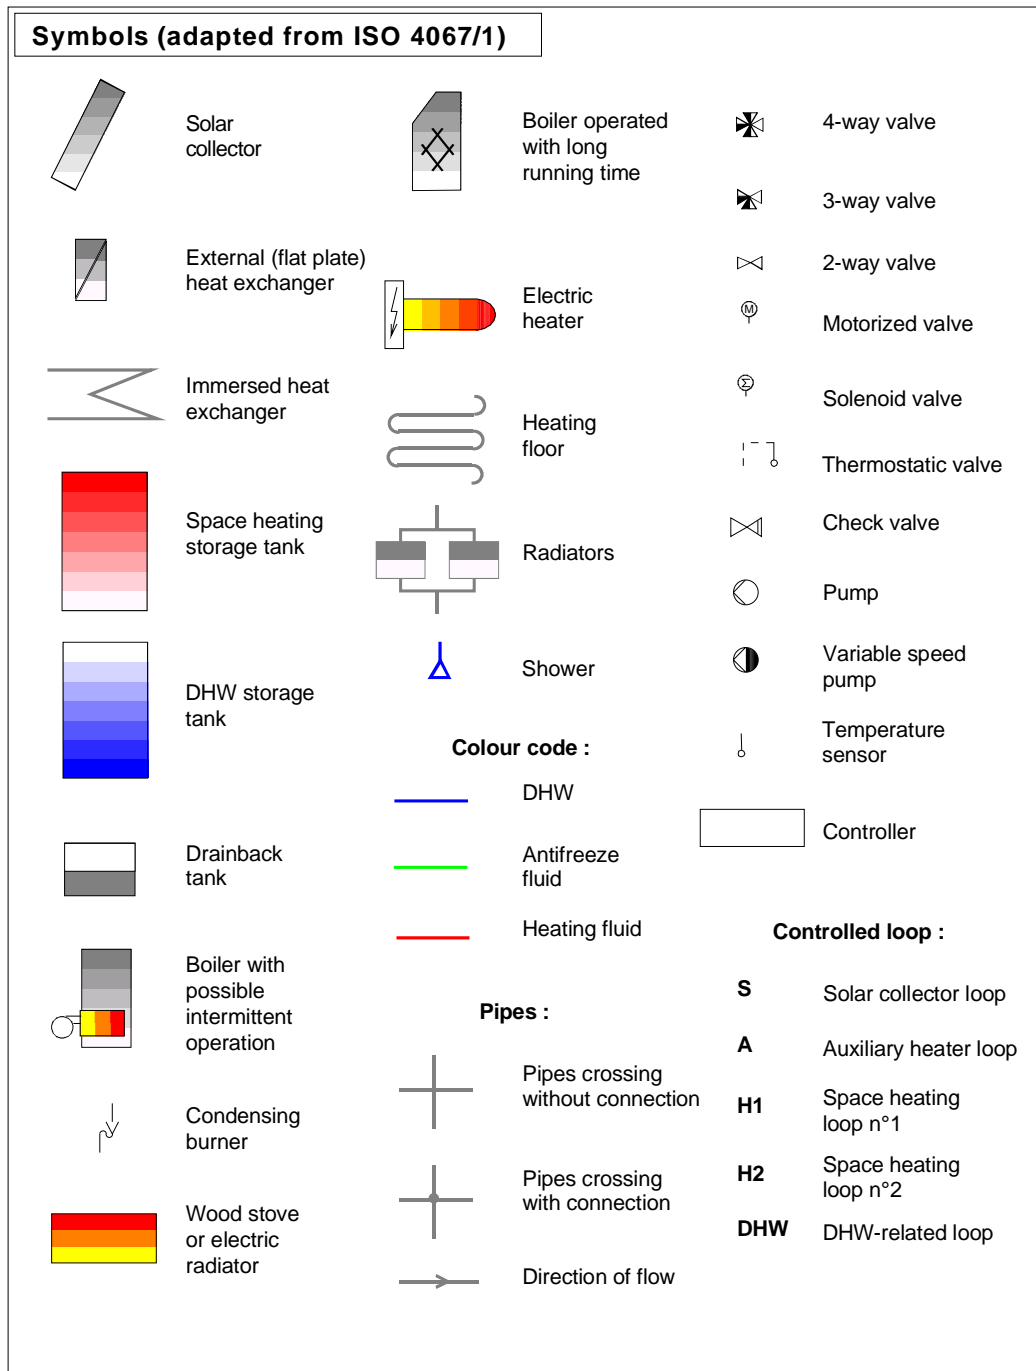 Symbols (adapted from ISO 4067/1)
Solar
collector
External (flat plate)
heat exchanger
Immersed heat
exchanger
Space heating
storage tank
DHW storage
tank
Drainback
tank
Boiler with
possible
intermittent
operation
Condensing
burner
Wood stove
or electric
radiator
Boiler operated
with long
running time
Electric
heater
Heating
floor
Radiators
Shower
Colour code :
DHW
Antifreeze
fluid
Heating fluid
Pipes :
Pipes crossing
without connection
Pipes crossing
with connection
Direction of flow
4-way valve
3-way valve
2-way valve
M
Motorized valve
Σ
Solenoid valve
Thermostatic valve
Check valve
Pump
Variable speed
pump
Temperature
sensor
Controller
Controlled loop :
S Solar collector loop
A Auxiliary heater loop
H1 Space heating
loop n°1
H2 Space heating
loop n°2
DHW DHW-related loop